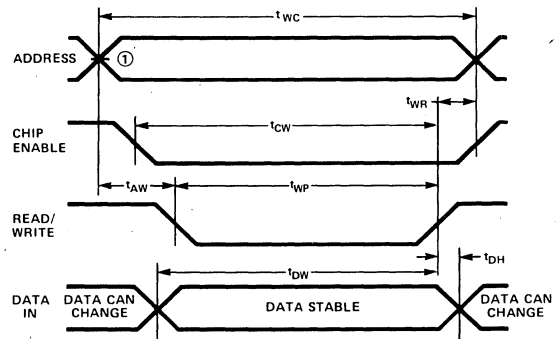 tWC
ADDRESS
①
tWR
tCW
CHIP
ENABLE
tAW
tWP
READ/
WRITE
tDH
tDW
DATA
IN
DATA CAN
CHANGE
DATA STABLE
DATA CAN
CHANGE